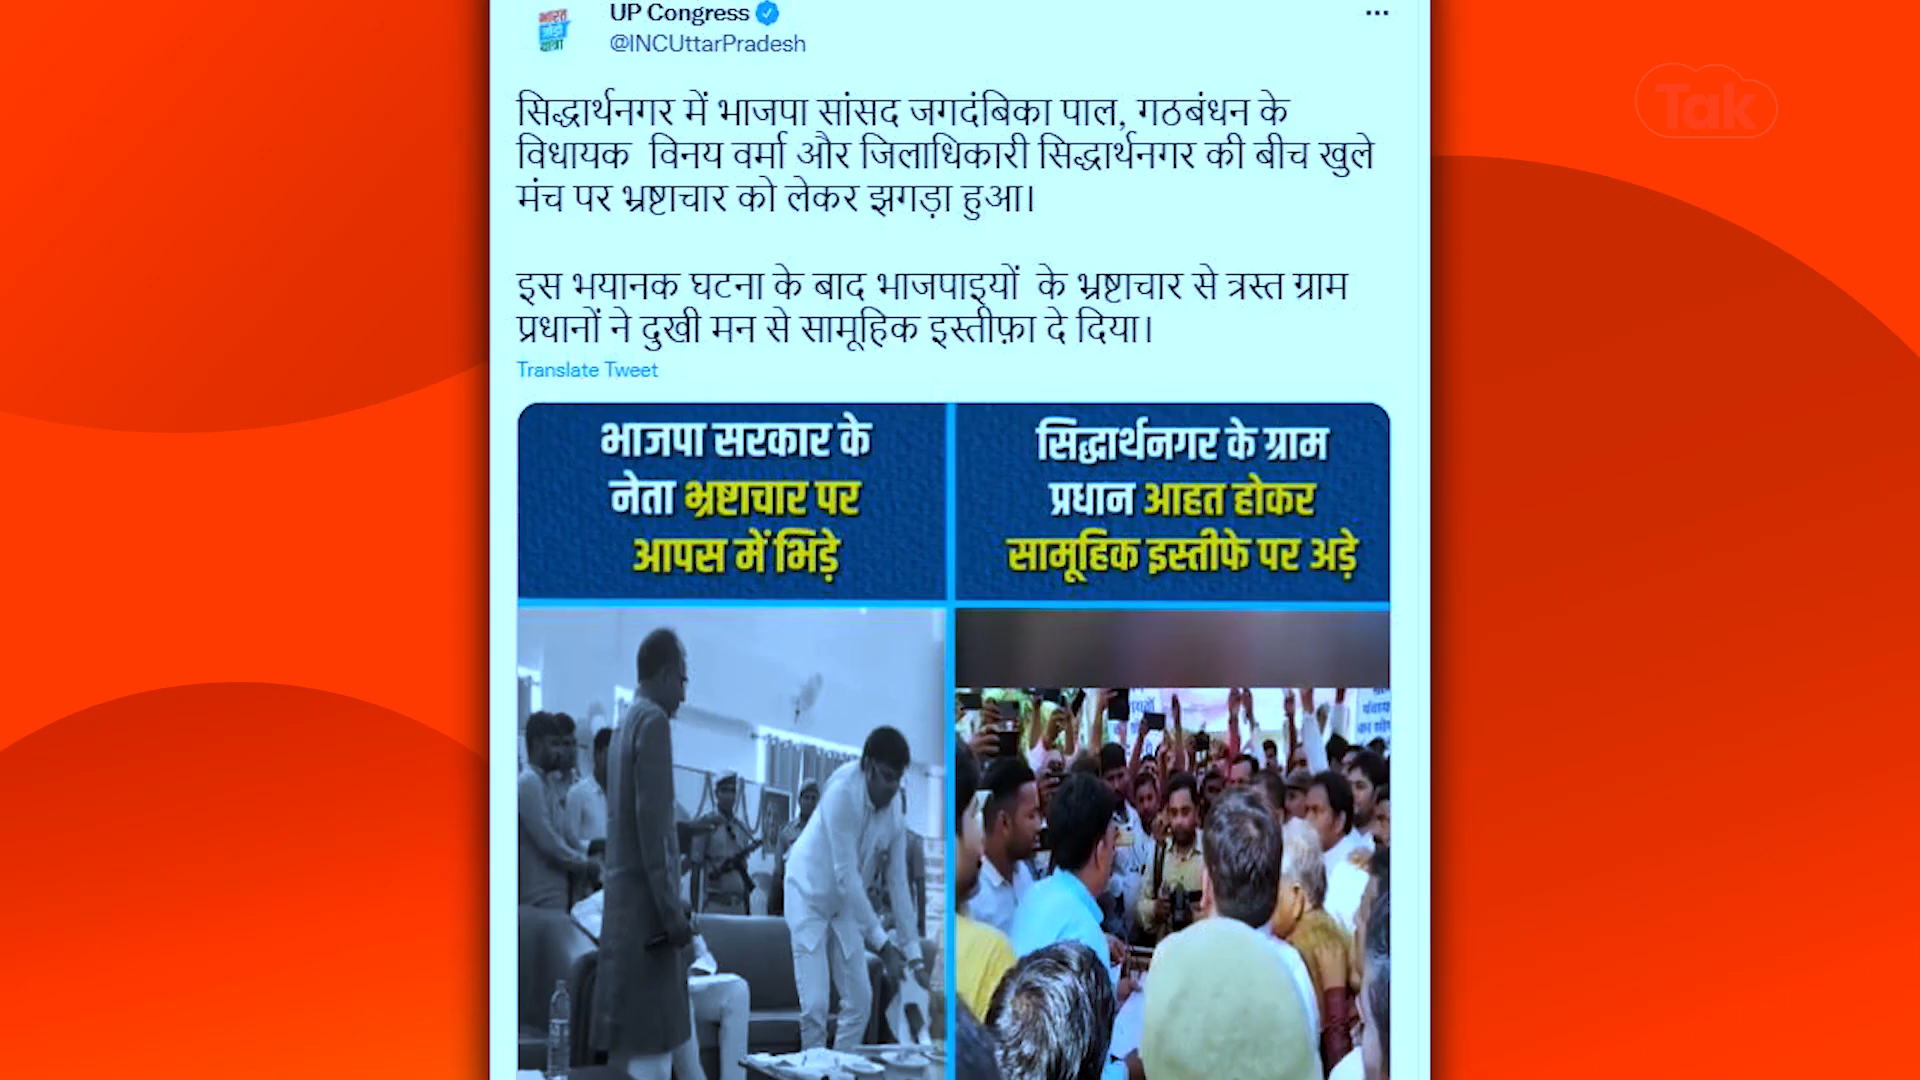 भारत
जोड़ो
यात्रा
UP Congress
@INCUttarPradesh
Tak
सिद्धार्थनगर में भाजपा सांसद जगदंबिका पाल, गठबंधन के
विधायक विनय वर्मा और जिलाधिकारी सिद्धार्थनगर की बीच खुले
मंच पर भ्रष्टाचार को लेकर झगड़ा हुआ।
इस भयानक घटना के बाद भाजपाइयों के भ्रष्टाचार से त्रस्त ग्राम
प्रधानों ने दुखी मन से सामूहिक इस्तीफ़ा दे दिया।
Translate Tweet
भाजपा सरकार के
नेता भ्रष्टाचार पर
आपस में भिड़े
सिद्धार्थनगर के ग्राम
प्रधान आहत होकर
सामूहिक इस्तीफे पर अड़े